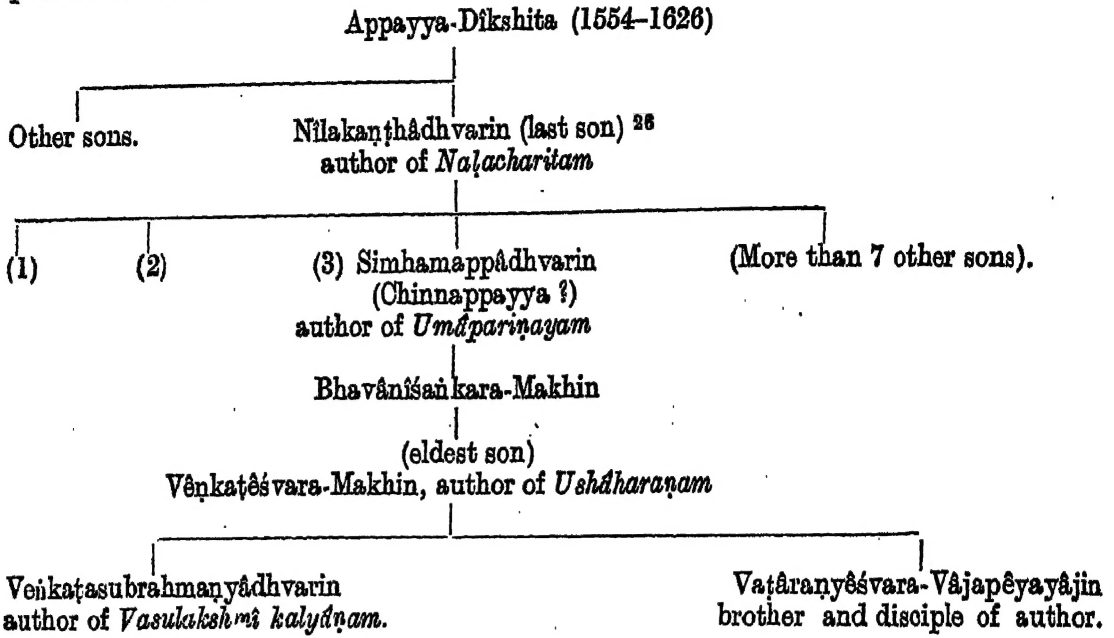 Appayya-Dîkshita (1554–1626)
Other sons.
Nîlakaṇṭhâdhvarin (last son) 26
author of Naḷacharitam
(1)
(2)
(3) Simhamappâdhvarin
(Chinnappayya ?)
author of Umâpariṇayam
(More than 7 other sons).
Bhavânîśaṅkara-Makhin
(eldest son)
Vêṇkaṭêśvara-Makhin, author of Ushâharaṇam
Veṅkaṭasubrahmaṇyâdhvarin
author of Vasulakshmî kalyâṇam.
Vaṭâraṇyêśvara-Vâjapêyayâjin
brother and disciple of author.